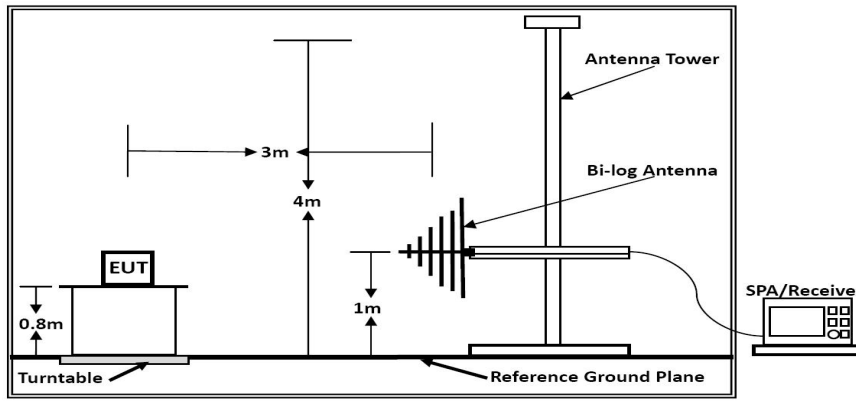 Antenna Tower
3m
Bi-log Antenna
4m
EUT
SPA/Receive
1m
0.8m
Turntable
Reference Ground Plane